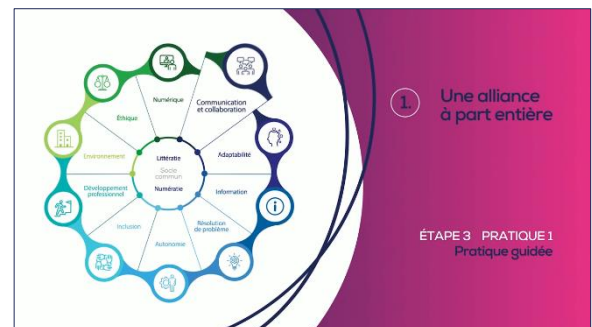 Numérique
Communication
et collaboration
Éthique
Adaptabilité
Environnement
Littératie
Socle
commun
Numératie
Développement
professionnel
Information
Inclusion
Résolution
de problème
Autonomie
1.
Une alliance
à part entière
ÉTAPE 3 PRATIQUE 1
Pratique guidée